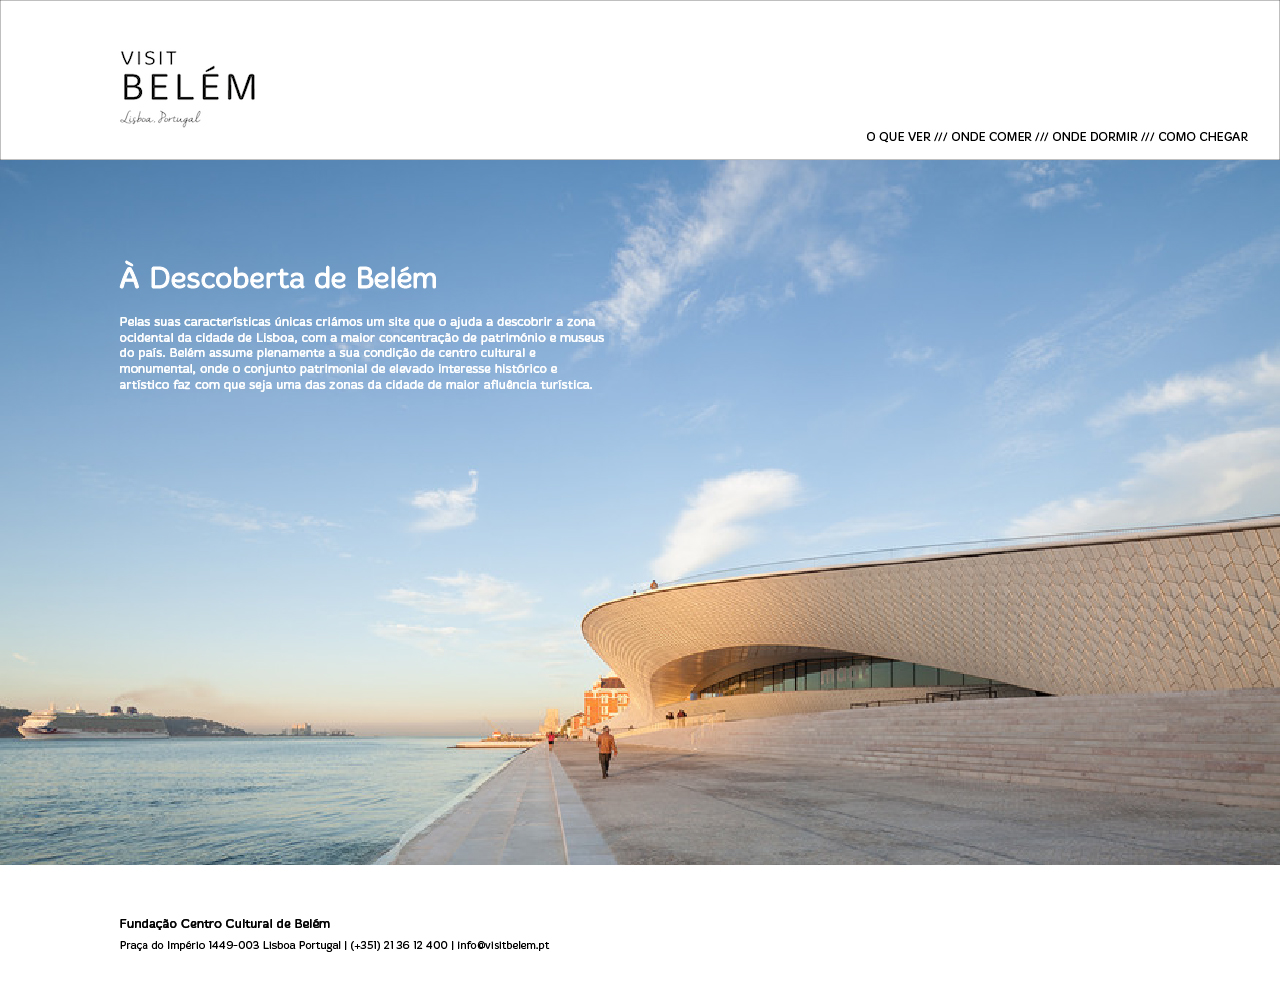 VISIT
BELÉM
Lisboa. Portugal
O QUE VER /// ONDE COMER /// ONDE DORMIR /// COMO CHEGAR
À Descoberta de Belém
Pelas suas características únicas criámos um site que o ajuda a descobrir a zona
ocidental da cidade de Lisboa, com a maior concentração de património e museus
do país. Belém assume plenamente a sua condição de centro cultural e
monumental, onde o conjunto patrimonial de elevado interesse histórico e
artístico faz com que seja uma das zonas da cidade de maior afluência turística.
Fundação Centro Cultural de Belém
Praça do Império 1449-003 Lisboa Portugal | (+351) 21 36 12 400 | info@visitbelem.pt